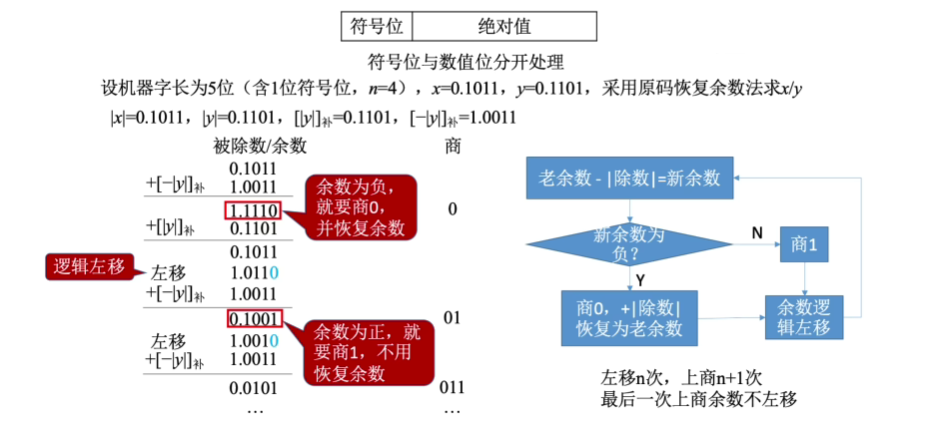 符号位 绝对值
符号位与数值位分开处理
设机器字长为5位（含1位符号位，n=4），x=0.1011，y=0.1101，采用原码恢复余数法求x/y
|x|=0.1011，|y|=0.1101，[|y|]补=0.1101，[−|y|]补=1.0011
被除数/余数 商
0.1011
+[−|y|]补 1.0011
1.1110 0
+[|y|]补 0.1101
0.1011
左移 1.0110
+[−|y|]补 1.0011
0.1001 01
左移 1.0010
+[−|y|]补 1.0011
0.0101 011
… …
余数为负，
就要商0，
并恢复余数
逻辑左移
余数为正，就
要商1，不用
恢复余数
老余数 - |除数|=新余数
新余数为
负？
N
商1
Y
商0，+|除数|
恢复为老余数
余数逻
辑左移
左移n次，上商n+1次
最后一次上商余数不左移